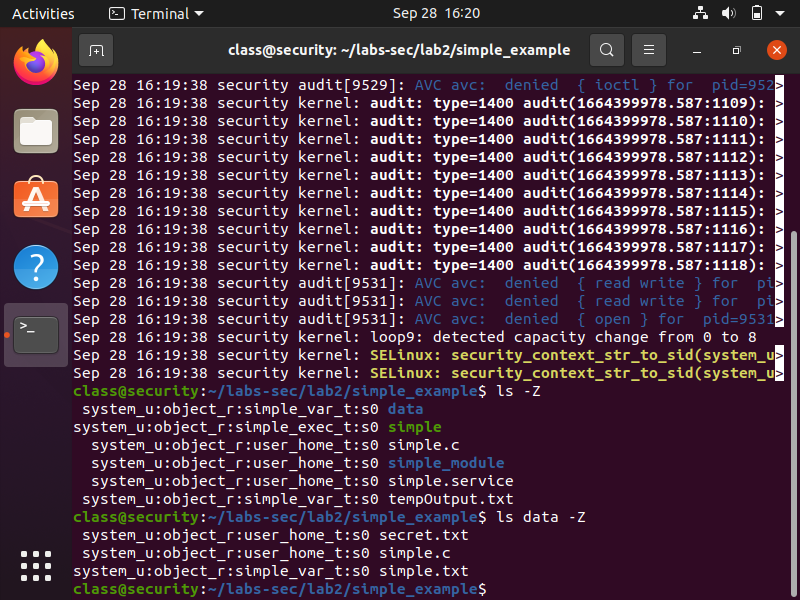 Activities Terminal Sep 28 16:20
class@security: ~/labs-sec/lab2/simple_example
Sep 28 16:19:38 security audit[9529]: AVC avc:  denied  { ioctl } for  pid=952>
Sep 28 16:19:38 security kernel: audit: type=1400 audit(1664399978.587:1109): >
Sep 28 16:19:38 security kernel: audit: type=1400 audit(1664399978.587:1110): >
Sep 28 16:19:38 security kernel: audit: type=1400 audit(1664399978.587:1111): >
Sep 28 16:19:38 security kernel: audit: type=1400 audit(1664399978.587:1112): >
Sep 28 16:19:38 security kernel: audit: type=1400 audit(1664399978.587:1113): >
Sep 28 16:19:38 security kernel: audit: type=1400 audit(1664399978.587:1114): >
Sep 28 16:19:38 security kernel: audit: type=1400 audit(1664399978.587:1115): >
Sep 28 16:19:38 security kernel: audit: type=1400 audit(1664399978.587:1116): >
Sep 28 16:19:38 security kernel: audit: type=1400 audit(1664399978.587:1117): >
Sep 28 16:19:38 security kernel: audit: type=1400 audit(1664399978.587:1118): >
Sep 28 16:19:38 security audit[9531]: AVC avc:  denied  { read write } for  pi>
Sep 28 16:19:38 security audit[9531]: AVC avc:  denied  { read write } for  pi>
Sep 28 16:19:38 security audit[9531]: AVC avc:  denied  { open } for  pid=9531>
Sep 28 16:19:38 security kernel: loop9: detected capacity change from 0 to 8
Sep 28 16:19:38 security kernel: SELinux: security_context_str_to_sid(system_u>
Sep 28 16:19:38 security kernel: SELinux: security_context_str_to_sid(system_u>
class@security:~/labs-sec/lab2/simple_example$ ls -Z
system_u:object_r:simple_var_t:s0 data
system_u:object_r:simple_exec_t:s0 simple
system_u:object_r:user_home_t:s0 simple.c
system_u:object_r:user_home_t:s0 simple_module
system_u:object_r:user_home_t:s0 simple.service
system_u:object_r:simple_var_t:s0 tempOutput.txt
class@security:~/labs-sec/lab2/simple_example$ ls data -Z
system_u:object_r:user_home_t:s0 secret.txt
system_u:object_r:user_home_t:s0 simple.c
system_u:object_r:simple_var_t:s0 simple.txt
class@security:~/labs-sec/lab2/simple_example$